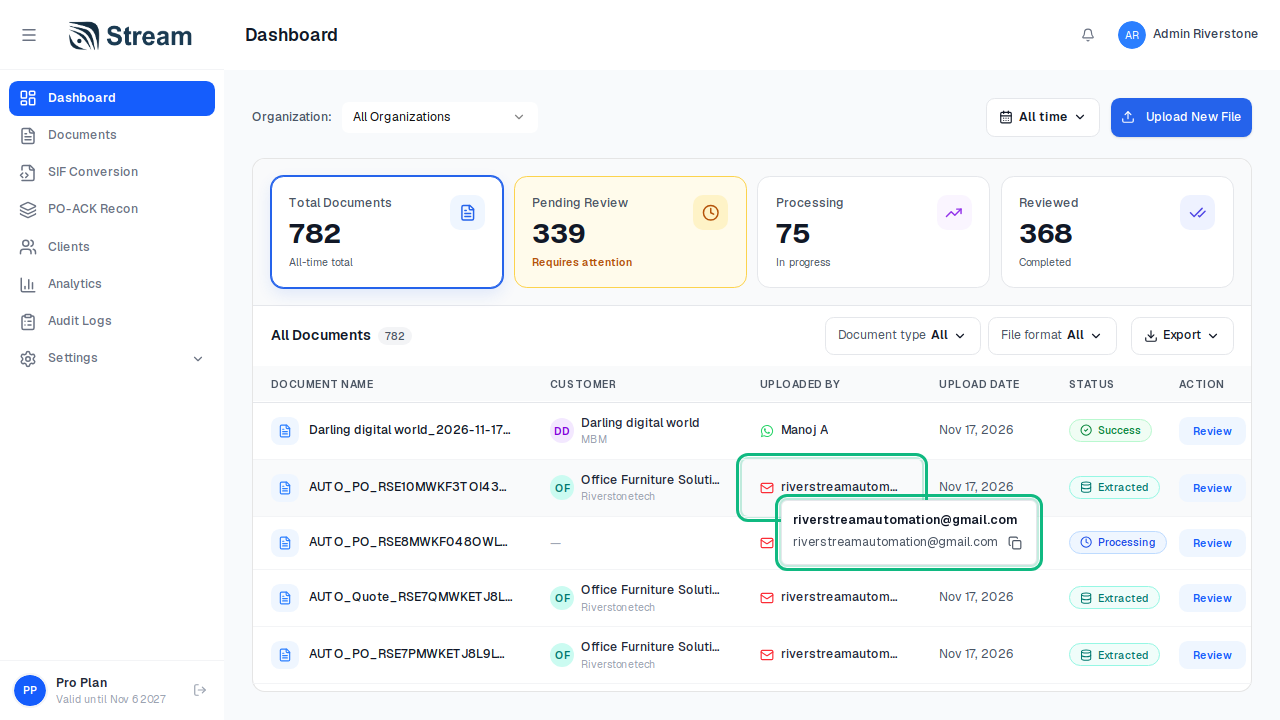 Stream
Dashboard
AR
Admin Riverstone
Dashboard
Documents
SIF Conversion
PO-ACK Recon
Clients
Analytics
Audit Logs
Settings
PP
Pro Plan
Valid until Nov 6 2027
Organization:
All Organizations
All time
Upload New File
Total Documents
782
All-time total
Pending Review
339
Requires attention
Processing
75
In progress
Reviewed
368
Completed
All Documents
782
Document type All
File format All
Export
DOCUMENT NAME
CUSTOMER
UPLOADED BY
UPLOAD DATE
STATUS
ACTION
Darling digital world_2026-11-17...
DD
Darling digital world
MBM
Manoj A
Nov 17, 2026
Success
Review
AUTO_PO_RSE10MWKF3TOI43...
OF
Office Furniture Soluti...
Riverstonetech
riverstreamautom...
Nov 17, 2026
Extracted
Review
riverstreamautomation@gmail.com
riverstreamautomation@gmail.com
AUTO_PO_RSE8MWKF048OWL...
—
Processing
Review
AUTO_Quote_RSE7QMWKETJ8L...
OF
Office Furniture Soluti...
Riverstonetech
riverstreamautom...
Nov 17, 2026
Extracted
Review
AUTO_PO_RSE7PMWKETJ8L9L...
OF
Office Furniture Soluti...
Riverstonetech
riverstreamautom...
Nov 17, 2026
Extracted
Review